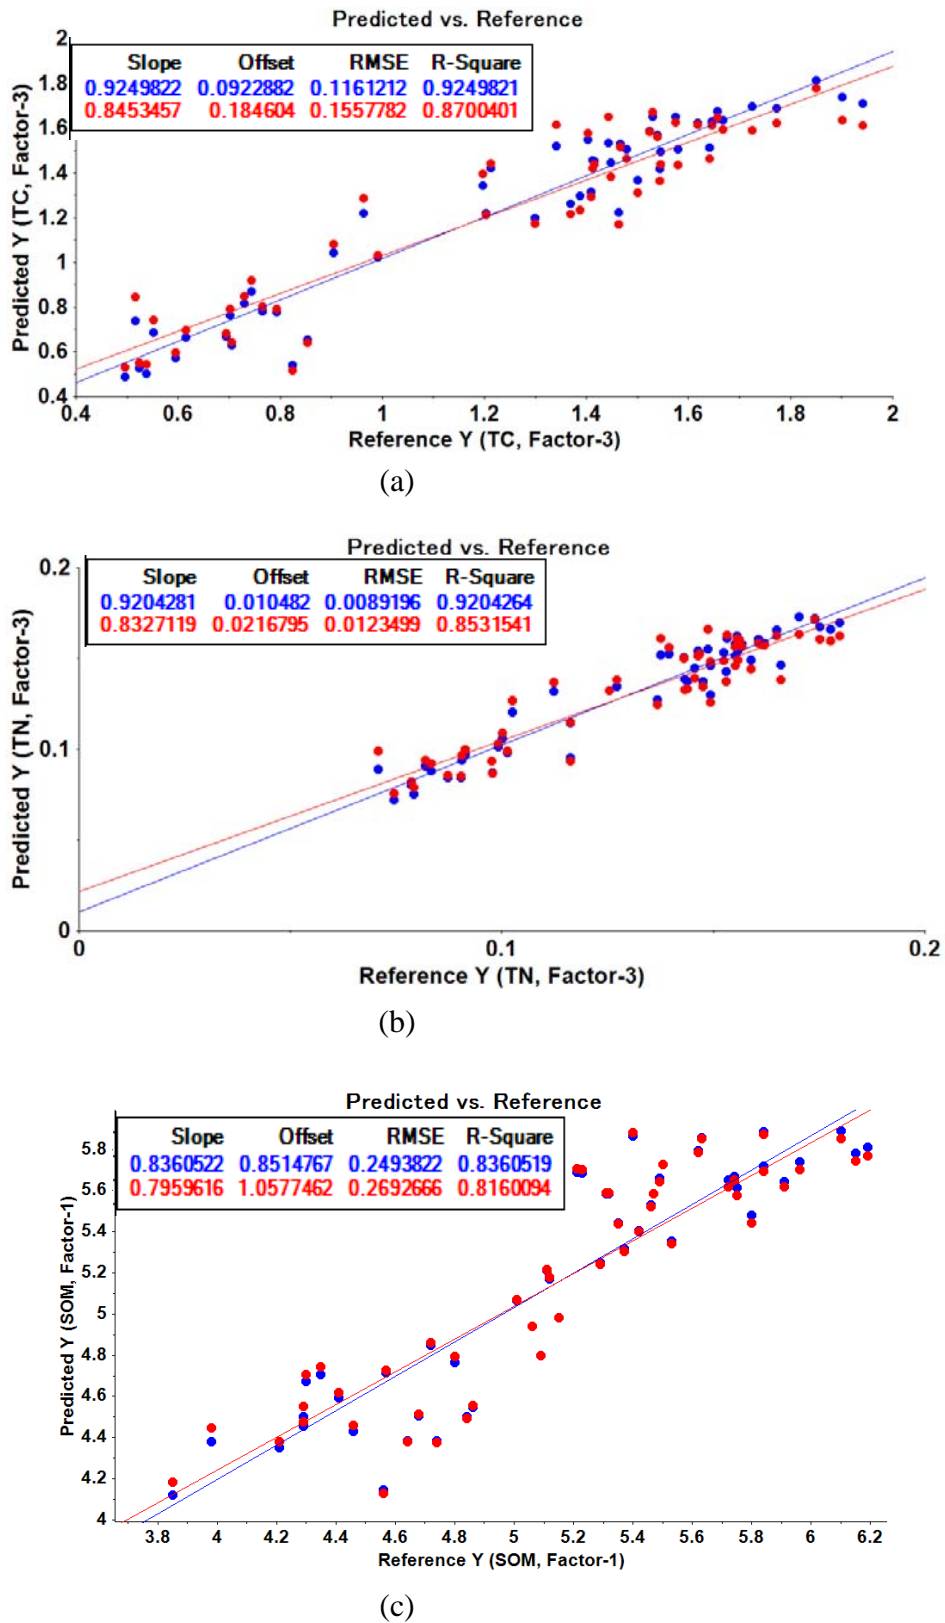 Predicted vs. Reference
Slope Offset RMSE R-Square
0.9249822 0.0922882 0.1161212 0.9249821
0.8453457 0.184604 0.1557782 0.8700401
Predicted Y (TC, Factor-3)
2
1.8
1.6
1.4
1.2
1
0.8
0.6
0.4
0.4 0.6 0.8 1 1.2 1.4 1.6 1.8 2
Reference Y (TC, Factor-3)
(a)
Predicted vs. Reference
Slope Offset RMSE R-Square
0.9204281 0.010482 0.0089196 0.9204264
0.8327119 0.0216795 0.0123499 0.8531541
Predicted Y (TN, Factor-3)
0.2
0.1
0
0 0.1 0.2
Reference Y (TN, Factor-3)
(b)
Predicted vs. Reference
Slope Offset RMSE R-Square
0.8360522 0.8514767 0.2493822 0.8360519
0.7959616 1.0577462 0.2692666 0.8160094
Predicted Y (SOM, Factor-1)
5.8
5.6
5.4
5.2
5
4.8
4.6
4.4
4.2
4
3.8 4 4.2 4.4 4.6 4.8 5 5.2 5.4 5.6 5.8 6 6.2
Reference Y (SOM, Factor-1)
(c)